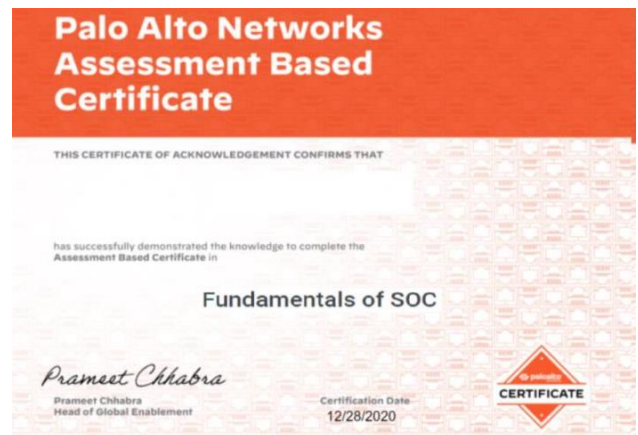 Palo Alto Networks
Assessment Based
Certificate
THIS CERTIFICATE OF ACKNOWLEDGEMENT CONFIRMS THAT
has successfully demonstrated the knowledge to complete the
Assessment Based Certificate in
Fundamentals of SOC
Prameet Chhabra
Prameet Chhabra
Head of Global Enablement
Certification Date
12/28/2020
paloalto
CERTIFICATE